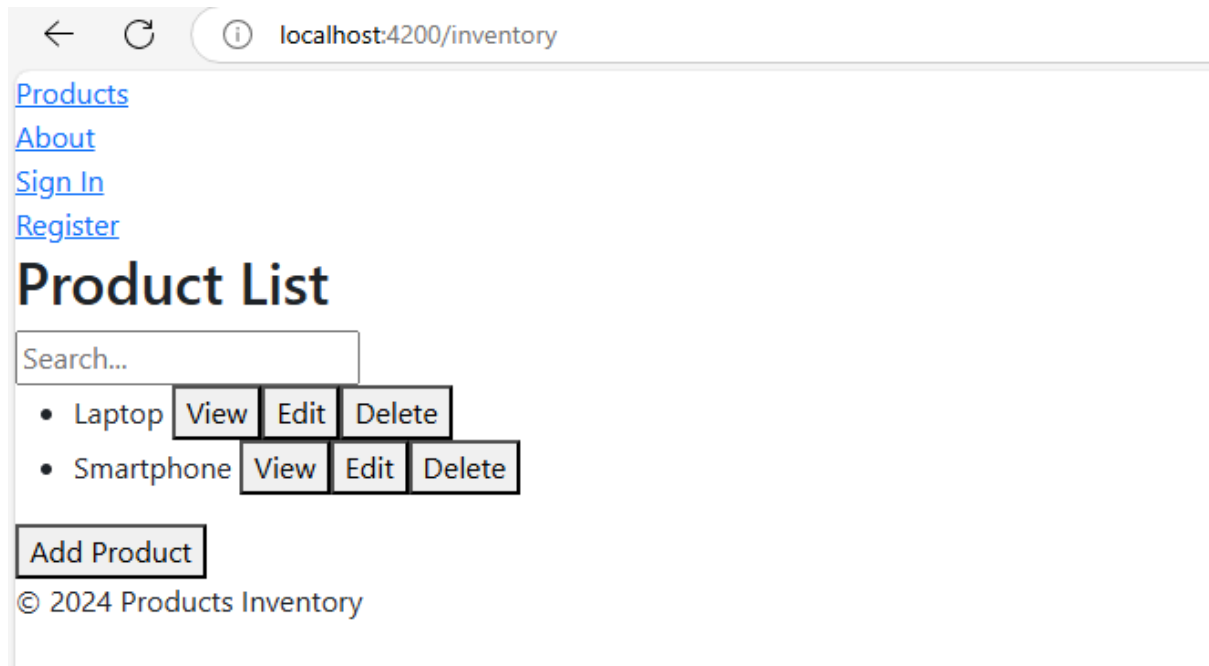 localhost:4200/inventory
Products
About
Sign In
Register
Product List
Search...
Laptop View Edit Delete
Smartphone View Edit Delete
Add Product
© 2024 Products Inventory